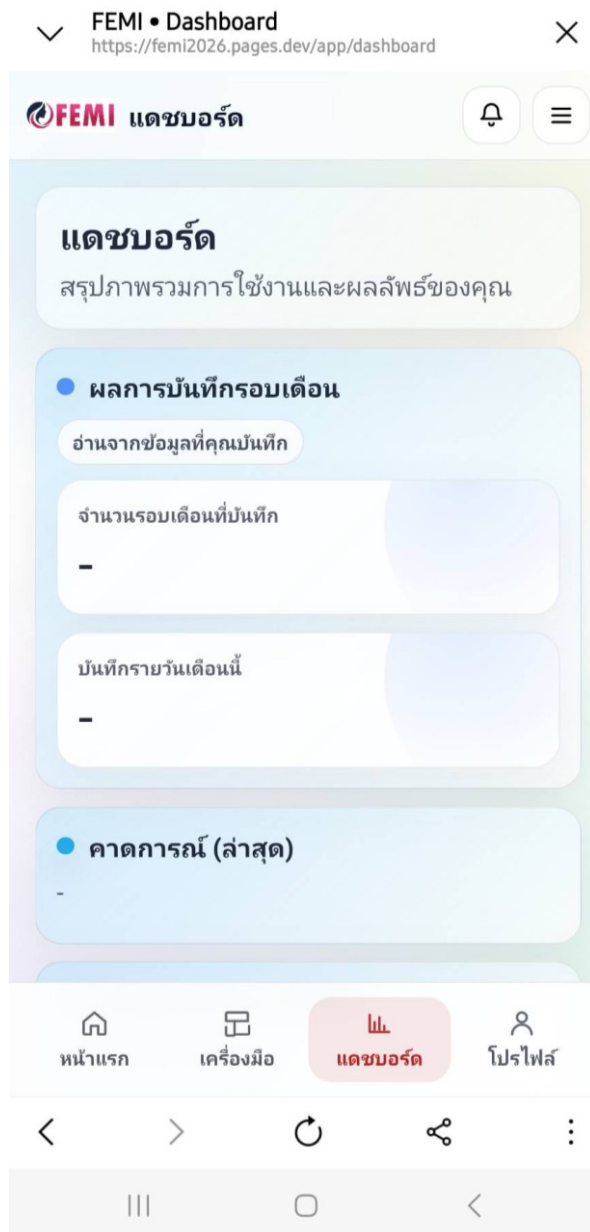 FEMI • Dashboard
https://femi2026.pages.dev/app/dashboard
FEMI แดชบอร์ด
แดชบอร์ด
สรุปภาพรวมการใช้งานและผลลัพธ์ของคุณ
ผลการบันทึกรอบเดือน
อ่านจากข้อมูลที่คุณบันทึก
จำนวนรอบเดือนที่บันทึก
–
บันทึกรายวันเดือนนี้
–
คาดการณ์ (ล่าสุด)
-
หน้าแรก เครื่องมือ แดชบอร์ด โปรไฟล์